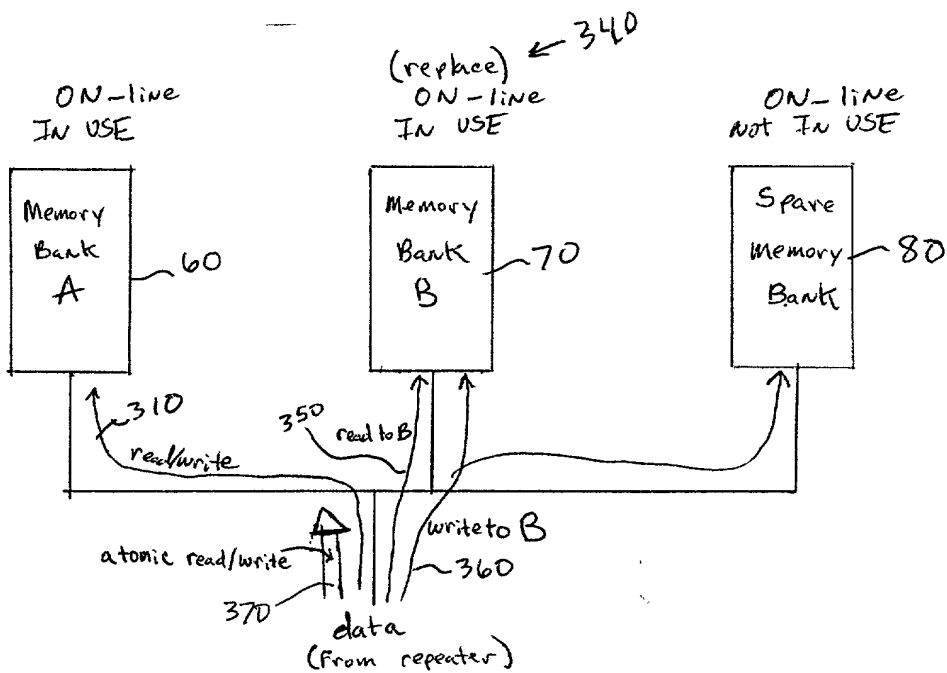 (replace)
340
ON-line
IN USE
ON-line
IN USE
ON-line
not In USE
Memory
Bank
A
60
Memory
Bank
B
70
Spare
Memory
Bank
80
310
read/write
350
read to B
write to B
360
atomic read/write
370
data
(From repeater)